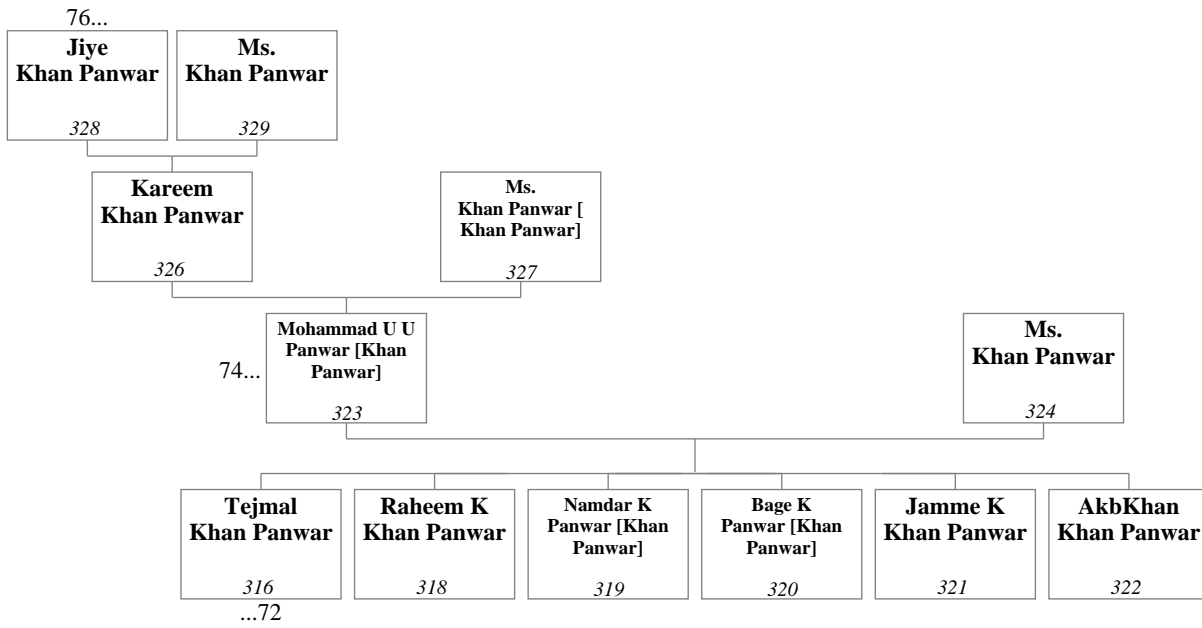 76...
Jiye
Khan Panwar
328
Ms.
Khan Panwar
329
Kareem
Khan Panwar
326
Ms.
Khan Panwar [
Khan Panwar]
327
74...
Mohammad U U
Panwar [Khan
Panwar]
323
Ms.
Khan Panwar
324
Tejmal
Khan Panwar
316
Raheem K
Khan Panwar
318
Namdar K
Panwar [Khan
Panwar]
319
Bage K
Panwar [Khan
Panwar]
320
Jamme K
Khan Panwar
321
AkbKhan
Khan Panwar
322
...72